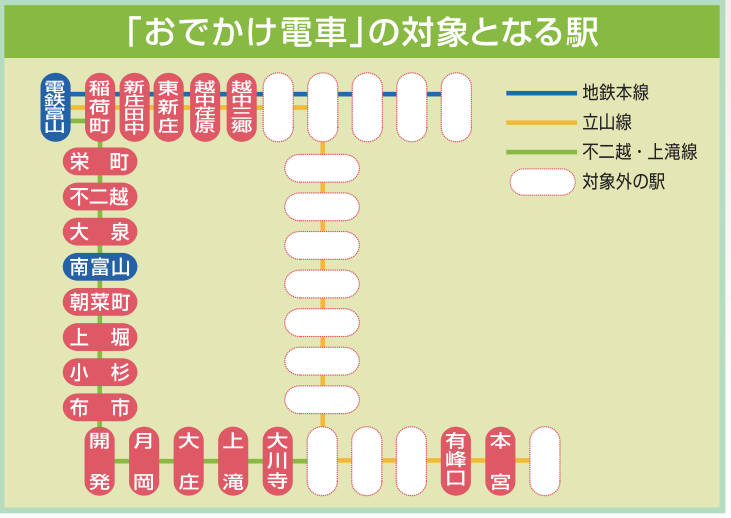 「おでかけ電車」の対象となる駅
電鉄富山
稲荷町
新庄田中
東新庄
越中荏原
越中三郷
地鉄本線
立山線
不二越・上滝線
対象外の駅
栄町
不二越
大泉
南富山
朝菜町
上堀
小杉
布市
開発
月岡
大庄
上滝
大川寺
有峰口
本宮